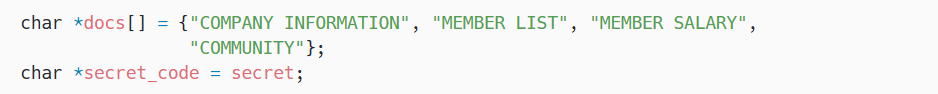 char *docs[] = {"COMPANY INFORMATION", "MEMBER LIST", "MEMBER SALARY",
                "COMMUNITY"};
char *secret_code = secret;